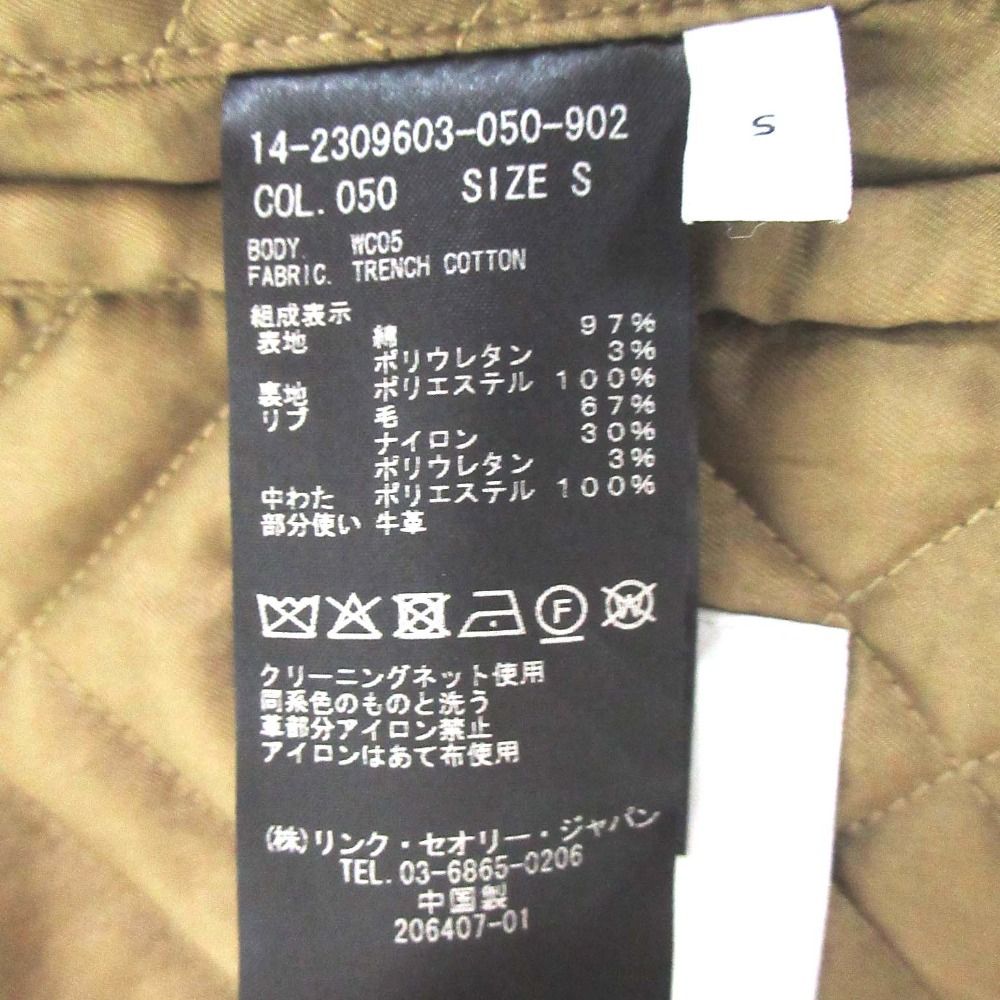 14-2309603-050-902
COL.050 SIZE S
S
BODY. WC05
FABRIC. TRENCH COTTON
組成表示
表地 綿 97%
ポリウレタン 3%
裏地 ポリエステル 100%
リブ 毛 67%
ナイロン 30%
ポリウレタン 3%
中わた ポリエステル 100%
部分使い 牛革
F W
クリーニングネット使用
同系色のものと洗う
革部分アイロン禁止
アイロンはあて布使用
(株)リンク・セオリー・ジャパン
TEL.03-6865-0206
中国製
206407-01